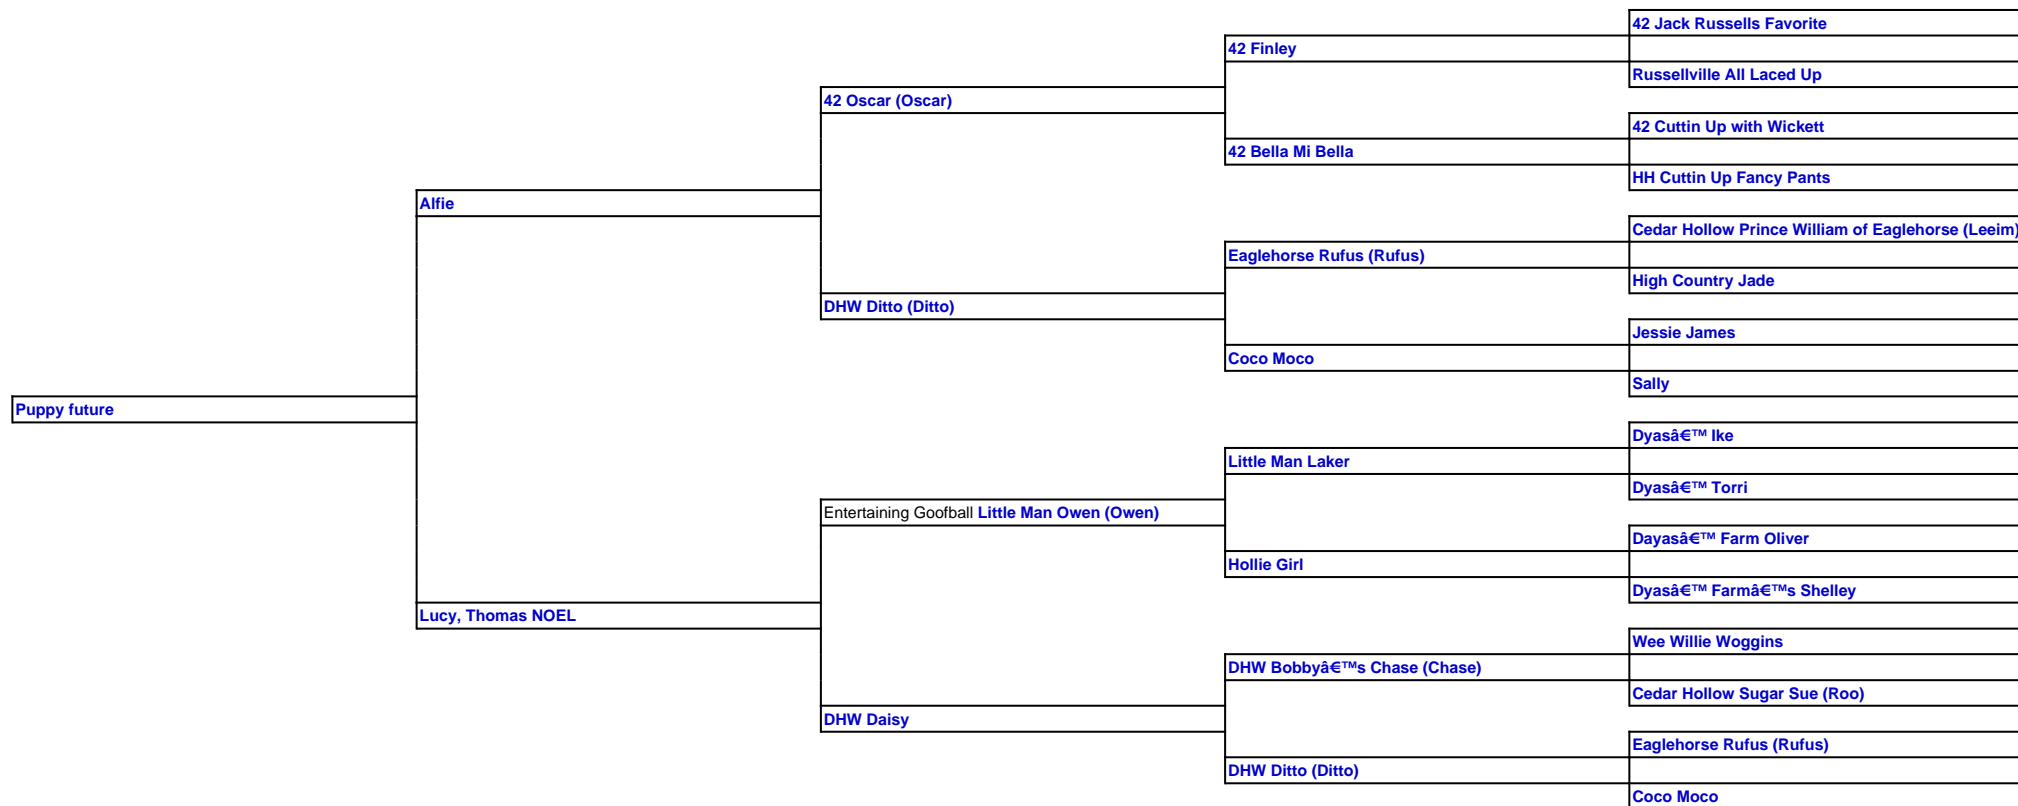 42 Jack Russells Favorite
42 Finley
Russellville All Laced Up
42 Oscar (Oscar)
42 Cuttin Up with Wickett
42 Bella Mi Bella
HH Cuttin Up Fancy Pants
Alfie
Cedar Hollow Prince William of Eaglehorse (Leeim)
Eaglehorse Rufus (Rufus)
High Country Jade
DHW Ditto (Ditto)
Jessie James
Coco Moco
Sally
Puppy future
Dyasâ€™ Ike
Little Man Laker
Dyasâ€™ Torri
Entertaining Goofball Little Man Owen (Owen)
Dayasâ€™ Farm Oliver
Hollie Girl
Dyasâ€™ Farmâ€™s Shelley
Lucy, Thomas NOEL
Wee Willie Woggins
DHW Bobbyâ€™s Chase (Chase)
Cedar Hollow Sugar Sue (Roo)
DHW Daisy
Eaglehorse Rufus (Rufus)
DHW Ditto (Ditto)
Coco Moco